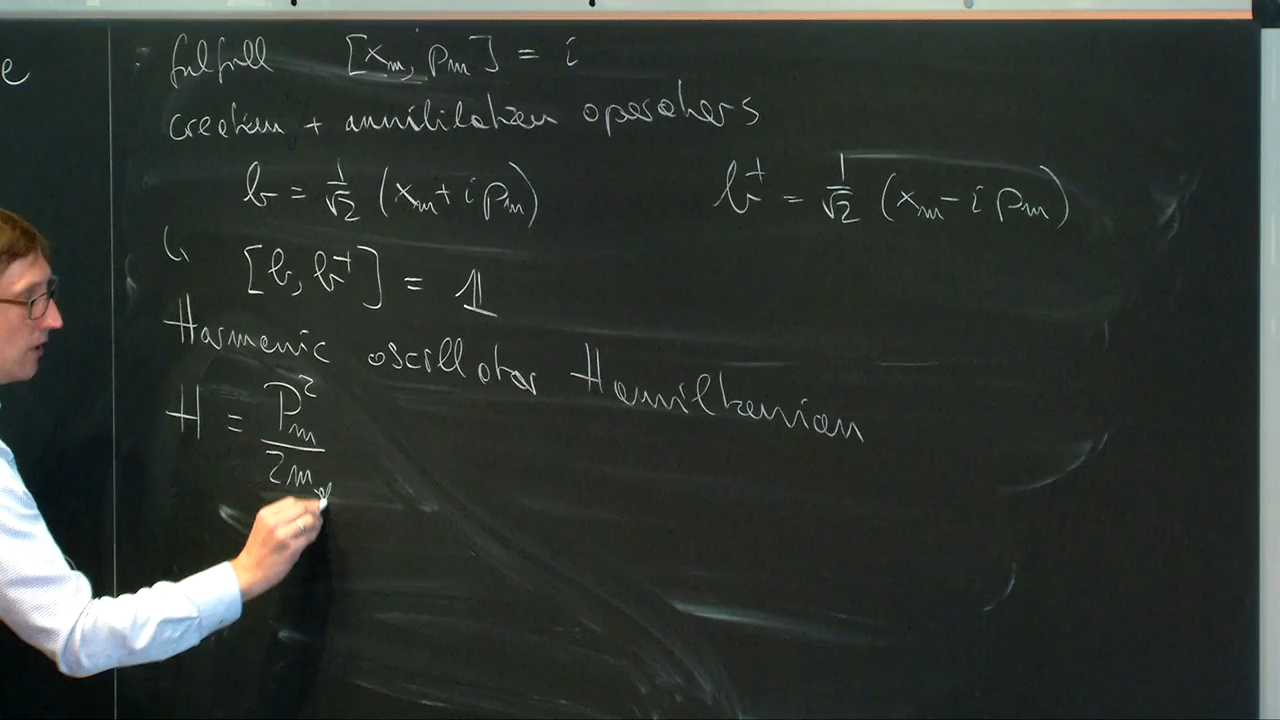 e
fulfill [x_m, p_m] = i
creation + annihilation operators
b = 1/√2 (x_m + i p_m) b† = 1/√2 (x_m − i p_m)
↳ [b, b†] = 𝟙
Harmonic oscillator Hamiltonian
H = P_m² / 2m